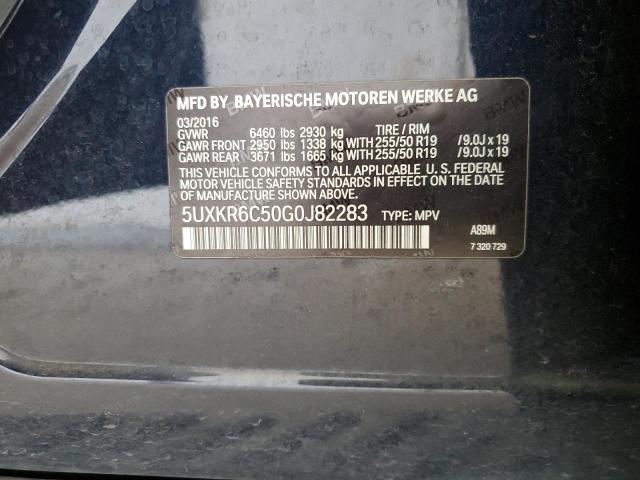 MFD BY BAYERISCHE MOTOREN WERKE AG
03/2016
GVWR 6460 lbs 2930 kg TIRE / RIM
GAWR FRONT 2950 lbs 1338 kg WITH 255/50 R19 /9.0J x 19
GAWR REAR 3671 lbs 1665 kg WITH 255/50 R19 /9.0J x 19
THIS VEHICLE CONFORMS TO ALL APPLICABLE U. S. FEDERAL
MOTOR VEHICLE SAFETY STANDARDS IN EFFECT ON THE DATE OF
MANUFACTURE SHOWN ABOVE.
5UXKR6C50G0J82283 TYPE: MPV
A89M
7 320 729